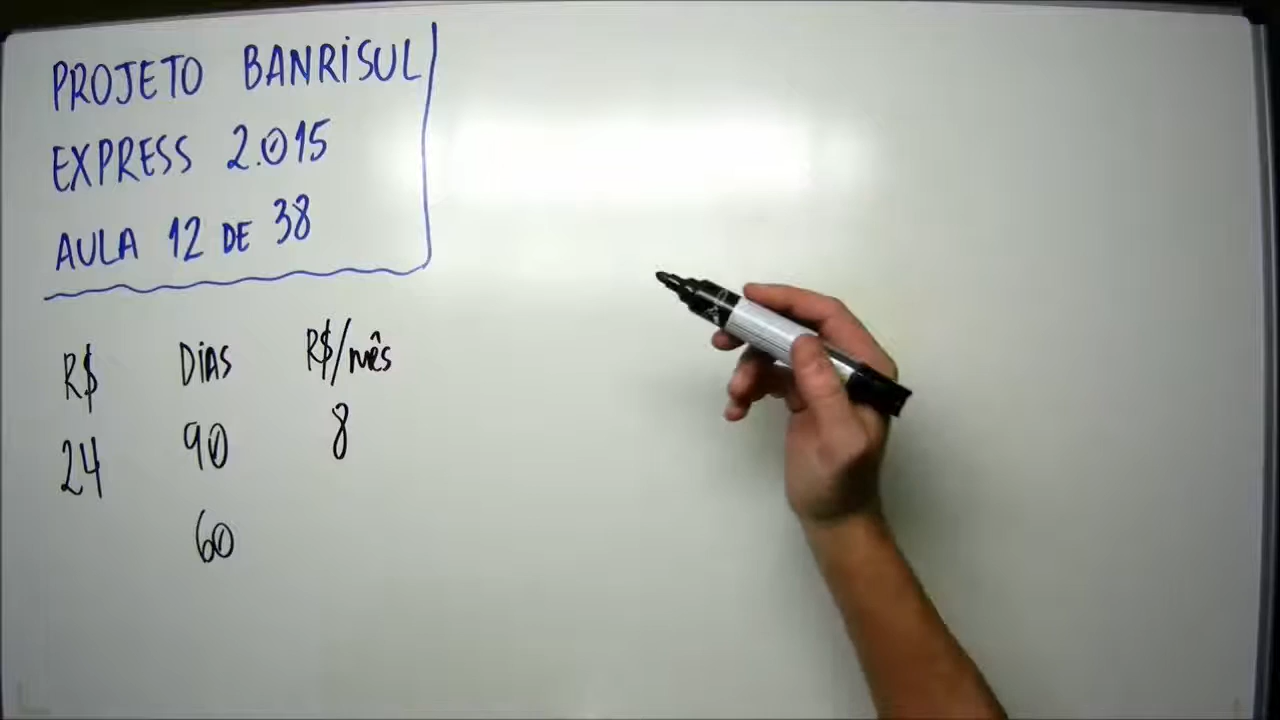 PROJETO BANRISUL
EXPRESS 2.015
AULA 12 DE 38
R$ DIAS R$/mês
24 90 8
60